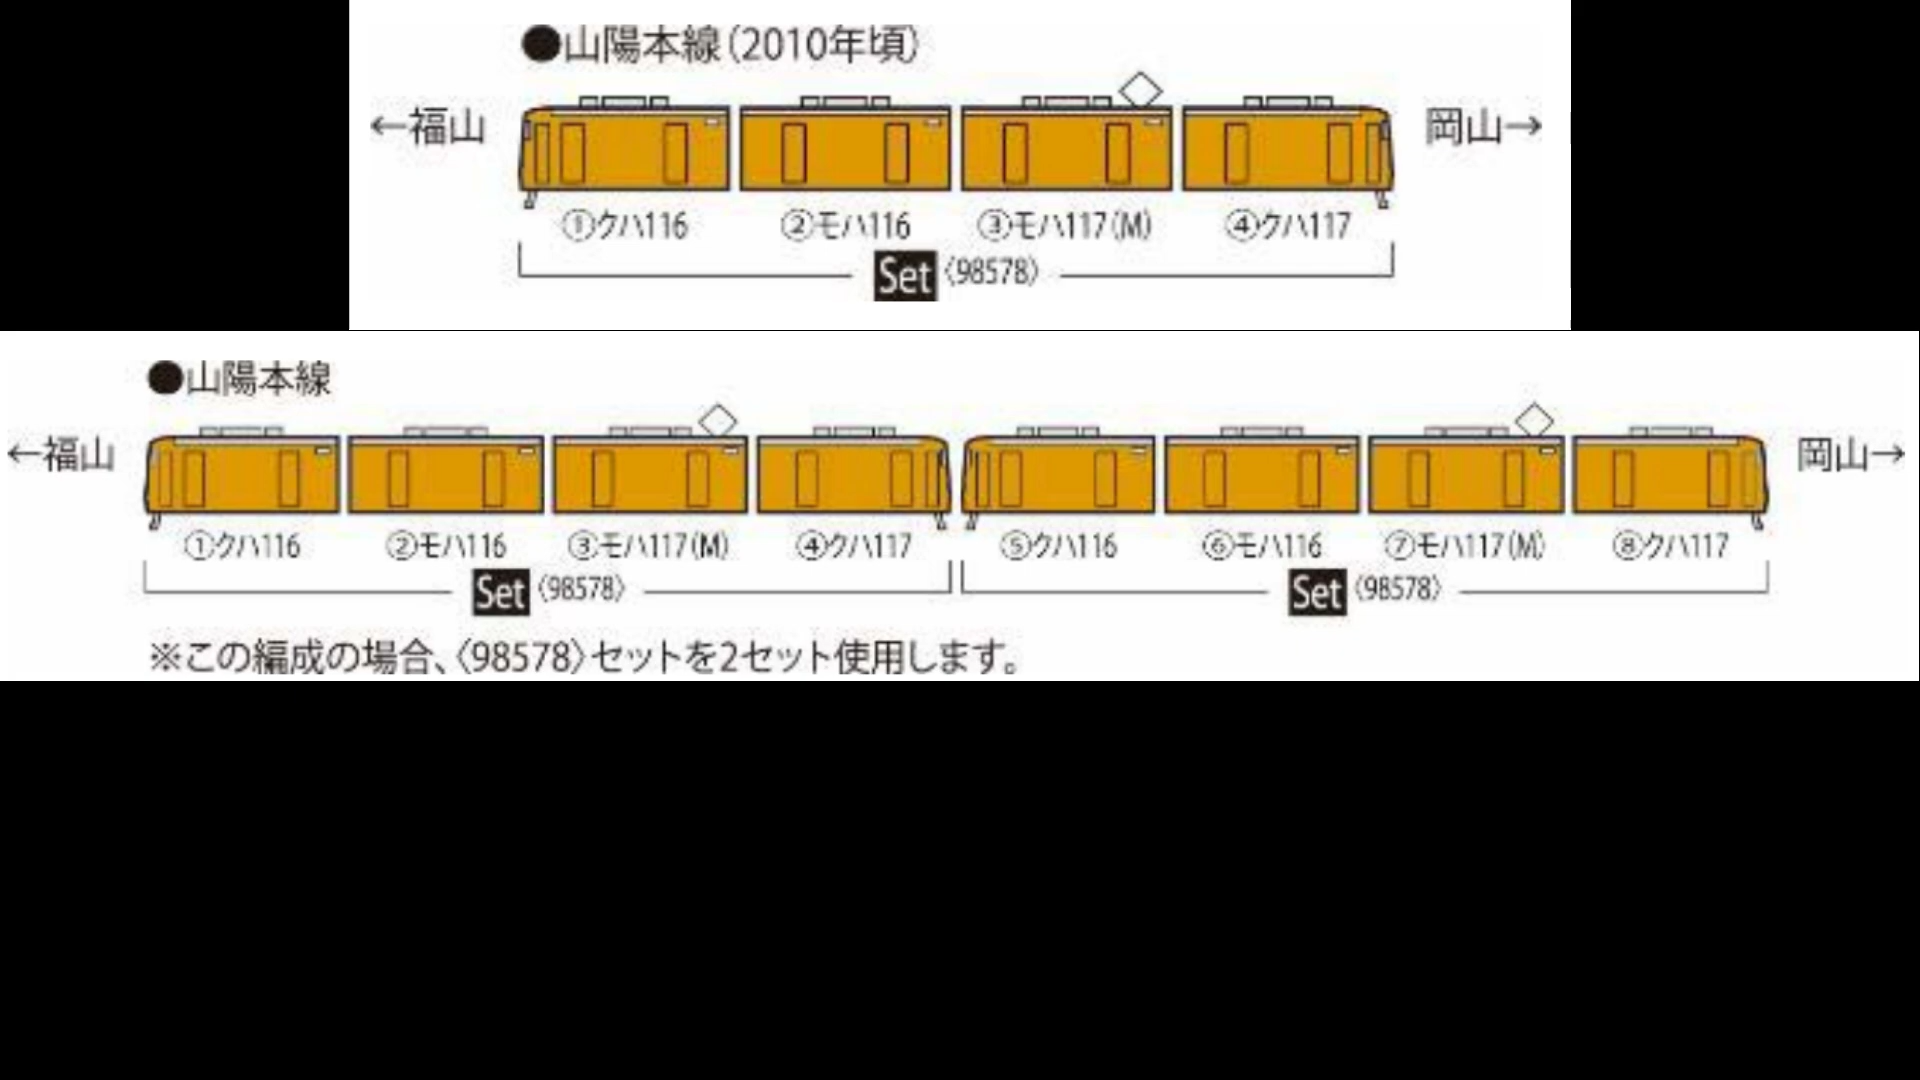 ●山陽本線(2010年頃)
←福山
岡山→
①クハ116 ②モハ116 ③モハ117(M) ④クハ117
Set〈98578〉
●山陽本線
←福山
岡山→
①クハ116 ②モハ116 ③モハ117(M) ④クハ117 ⑤クハ116 ⑥モハ116 ⑦モハ117(M) ⑧クハ117
Set〈98578〉 Set〈98578〉
※この編成の場合、〈98578〉セットを2セット使用します。